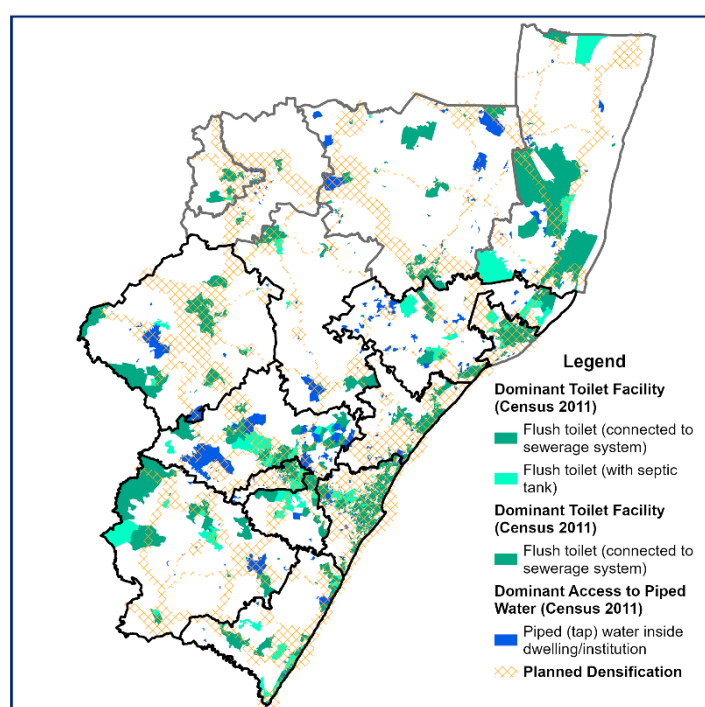 Legend
Dominant Toilet Facility
(Census 2011)
Flush toilet (connected to
sewerage system)
Flush toilet (with septic
tank)
Dominant Toilet Facility
(Census 2011)
Flush toilet (connected to
sewerage system)
Dominant Access to Piped
Water (Census 2011)
Piped (tap) water inside
dwelling/institution
Planned Densification